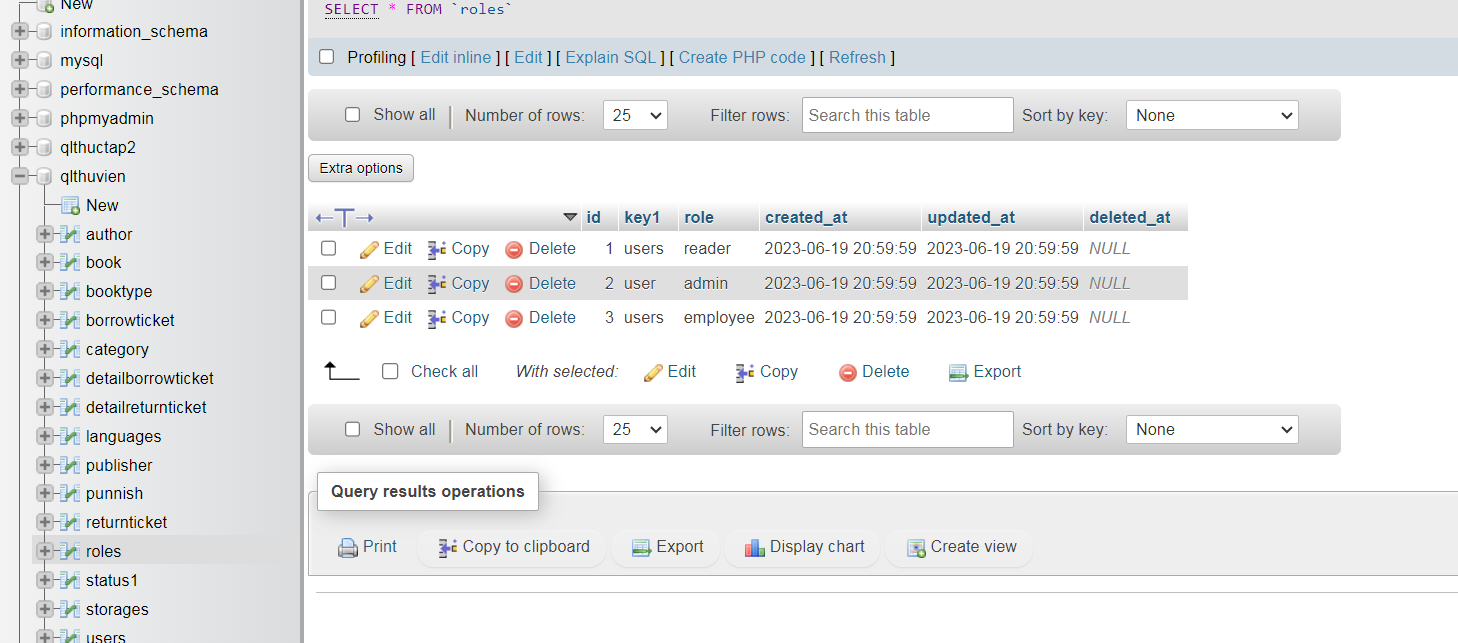 New
information_schema
mysql
performance_schema
phpmyadmin
qlthuctap2
qlthuvien
New
author
book
booktype
borrowticket
category
detailborrowticket
detailreturnticket
languages
publisher
punnish
returnticket
roles
status1
storages
users
SELECT * FROM `roles`
Profiling [ Edit inline ] [ Edit ] [ Explain SQL ] [ Create PHP code ] [ Refresh ]
Show all Number of rows: 25 Filter rows: Search this table Sort by key: None
Extra options
id key1 role created_at updated_at deleted_at
Edit Copy Delete 1 users reader 2023-06-19 20:59:59 2023-06-19 20:59:59 NULL
Edit Copy Delete 2 user admin 2023-06-19 20:59:59 2023-06-19 20:59:59 NULL
Edit Copy Delete 3 users employee 2023-06-19 20:59:59 2023-06-19 20:59:59 NULL
Check all With selected: Edit Copy Delete Export
Show all Number of rows: 25 Filter rows: Search this table Sort by key: None
Query results operations
Print Copy to clipboard Export Display chart Create view